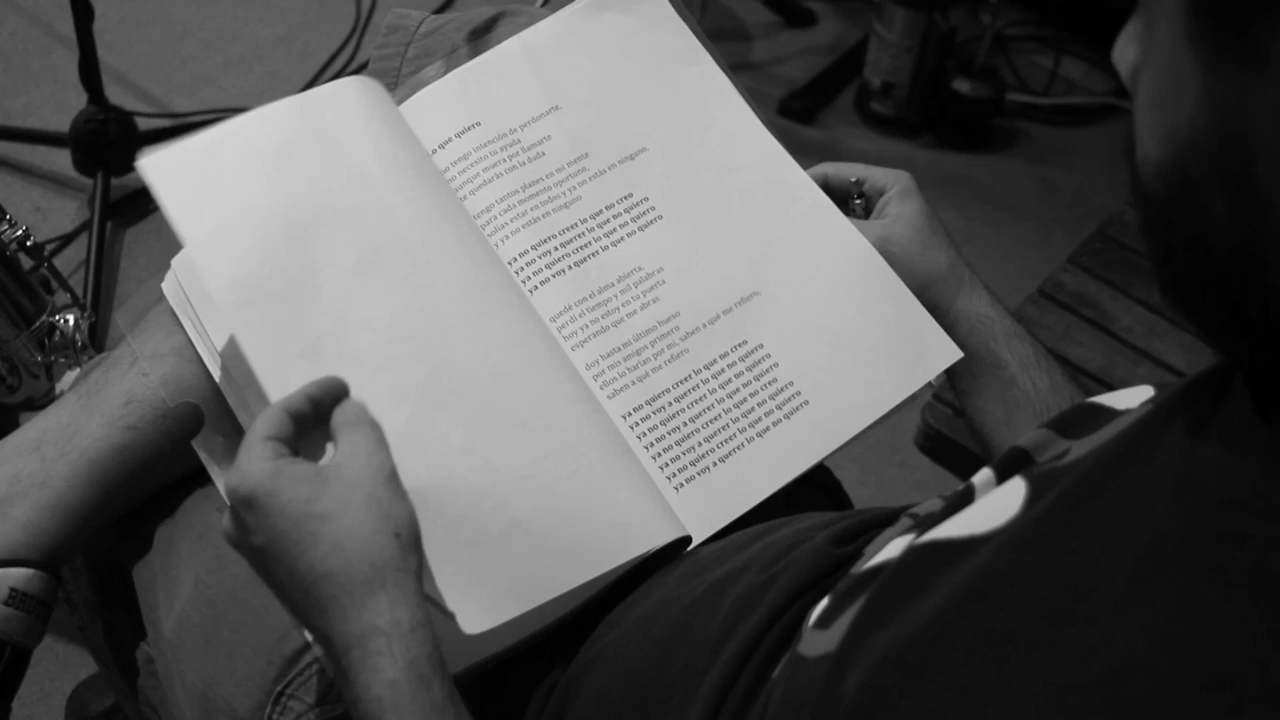 lo que quiero
no tengo intención de perdonarte,
no necesito tu ayuda
aunque muera por llamarte
te quedarás con la duda
tengo tantos planes en mi mente
para cada momento oportuno,
sólias estar en todos y ya no estás en ninguno,
y ya no estás en ninguno
ya no quiero creer lo que no creo
ya no voy a querer lo que no quiero
ya no quiero creer lo que no quiero
ya no voy a querer lo que no quiero
quedé con el alma abierta,
perdí el tiempo y mil palabras
hoy ya no estoy en tu puerta
esperando que me abras
doy hasta mi último hueso
por mis amigos primero
ellos lo harían por mí, saben a qué me refiero,
saben a qué me refiero
ya no quiero creer lo que no creo
ya no voy a querer lo que no quiero
ya no quiero creer lo que no quiero
ya no voy a querer lo que no quiero
ya no quiero creer lo que no creo
ya no voy a querer lo que no quiero
ya no quiero creer lo que no quiero
ya no voy a querer lo que no quiero